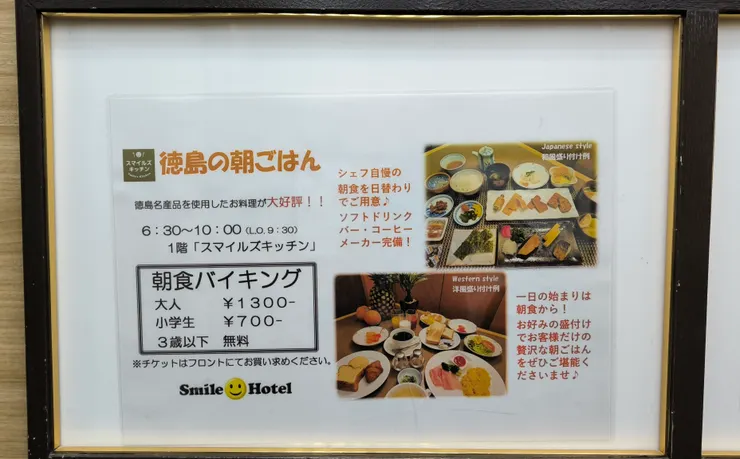 スマイルズ
キッチン
徳島の朝ごはん
徳島名産品を使用したお料理が大好評！！
6：30～10：00（L.O. 9：30）
1階「スマイルズキッチン」
朝食バイキング
大人　￥1300-
小学生　￥700-
3歳以下　無料
※チケットはフロントにてお買い求めください。
Smile Hotel
シェフ自慢の
朝食を日替わり
でご用意♪
ソフトドリンク
バー・コーヒー
メーカー完備！
Japanese style
和風盛り付け例
Western style
洋風盛り付け例
一日の始まりは
朝食から！
お好みの盛付け
でお客様だけの
贅沢な朝ごはん
をぜひご堪能く
ださいませ♪